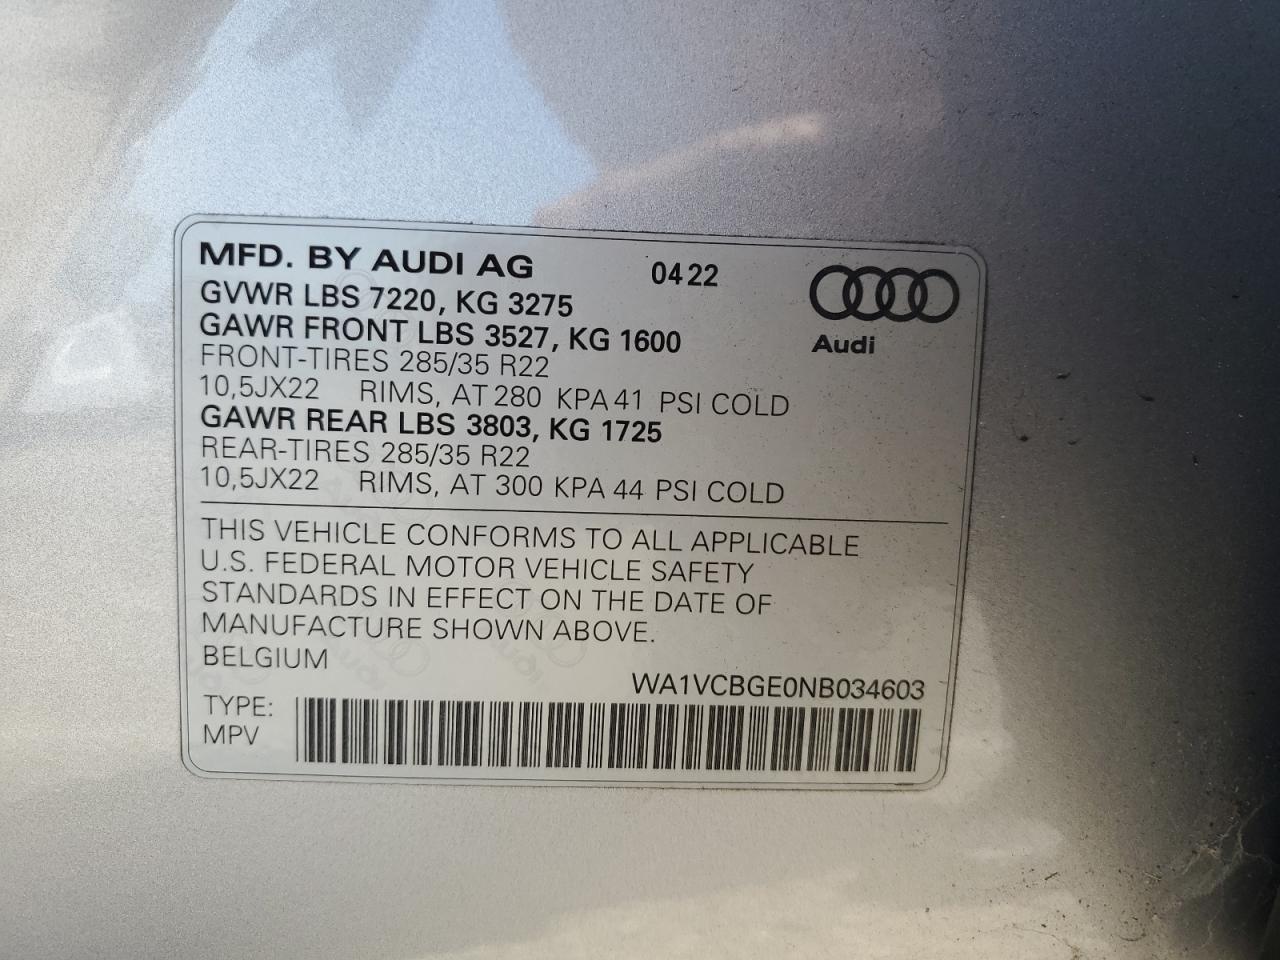 MFD. BY AUDI AG 0422
GVWR LBS 7220, KG 3275
GAWR FRONT LBS 3527, KG 1600
Audi
FRONT-TIRES 285/35 R22
10,5JX22 RIMS, AT 280 KPA 41 PSI COLD
GAWR REAR LBS 3803, KG 1725
REAR-TIRES 285/35 R22
10,5JX22 RIMS, AT 300 KPA 44 PSI COLD
THIS VEHICLE CONFORMS TO ALL APPLICABLE
U.S. FEDERAL MOTOR VEHICLE SAFETY
STANDARDS IN EFFECT ON THE DATE OF
MANUFACTURE SHOWN ABOVE.
BELGIUM
WA1VCBGE0NB034603
TYPE:
MPV